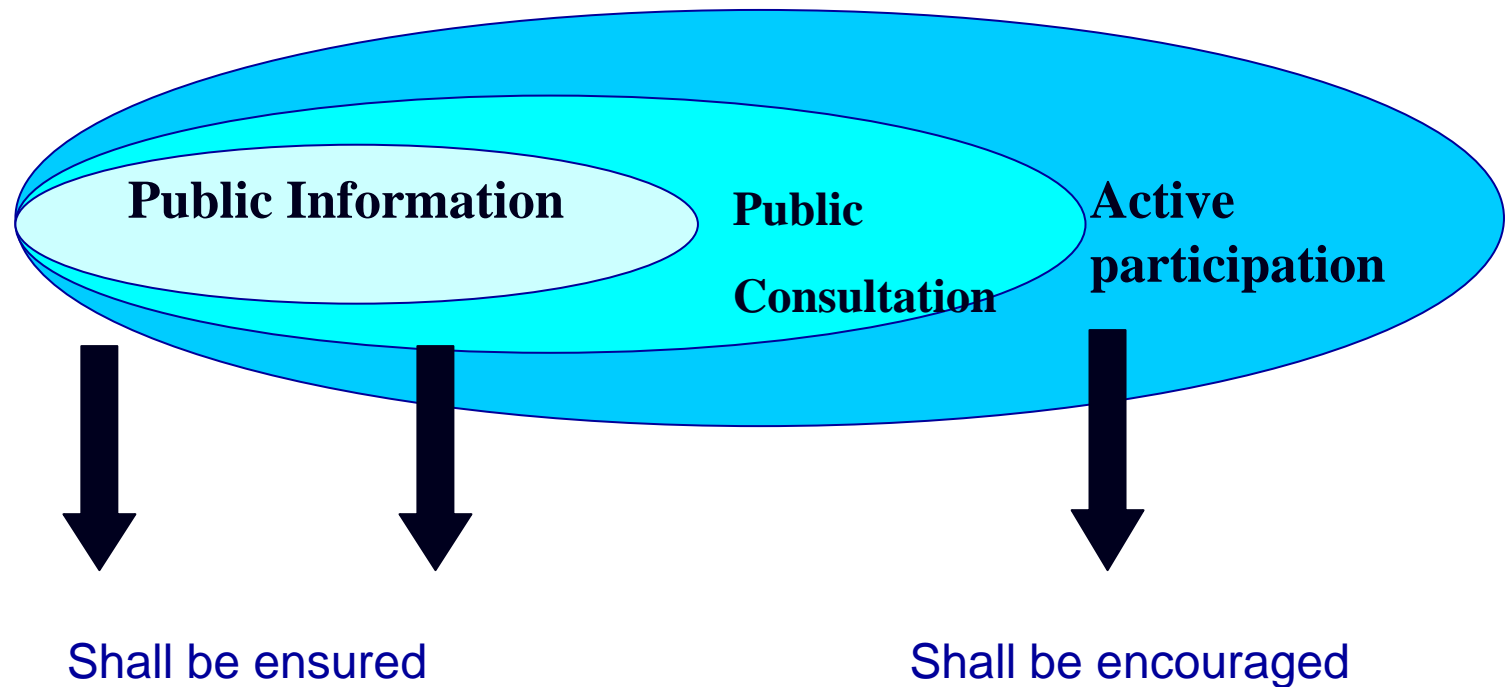 Public Information
Public
Consultation
Active
participation
Shall be ensured
Shall be encouraged